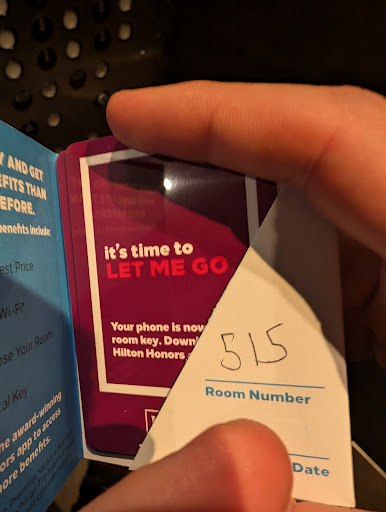 Y AND GET
EFITS THAN
EFORE.
benefits include:
est Price
Wi-Fi*
ose Your Room
tal Key
he award-winning
ors app to access
ore benefits.
it's time to
LET ME GO
Your phone is now
room key. Downl
Hilton Honors
515
Room Number
Date